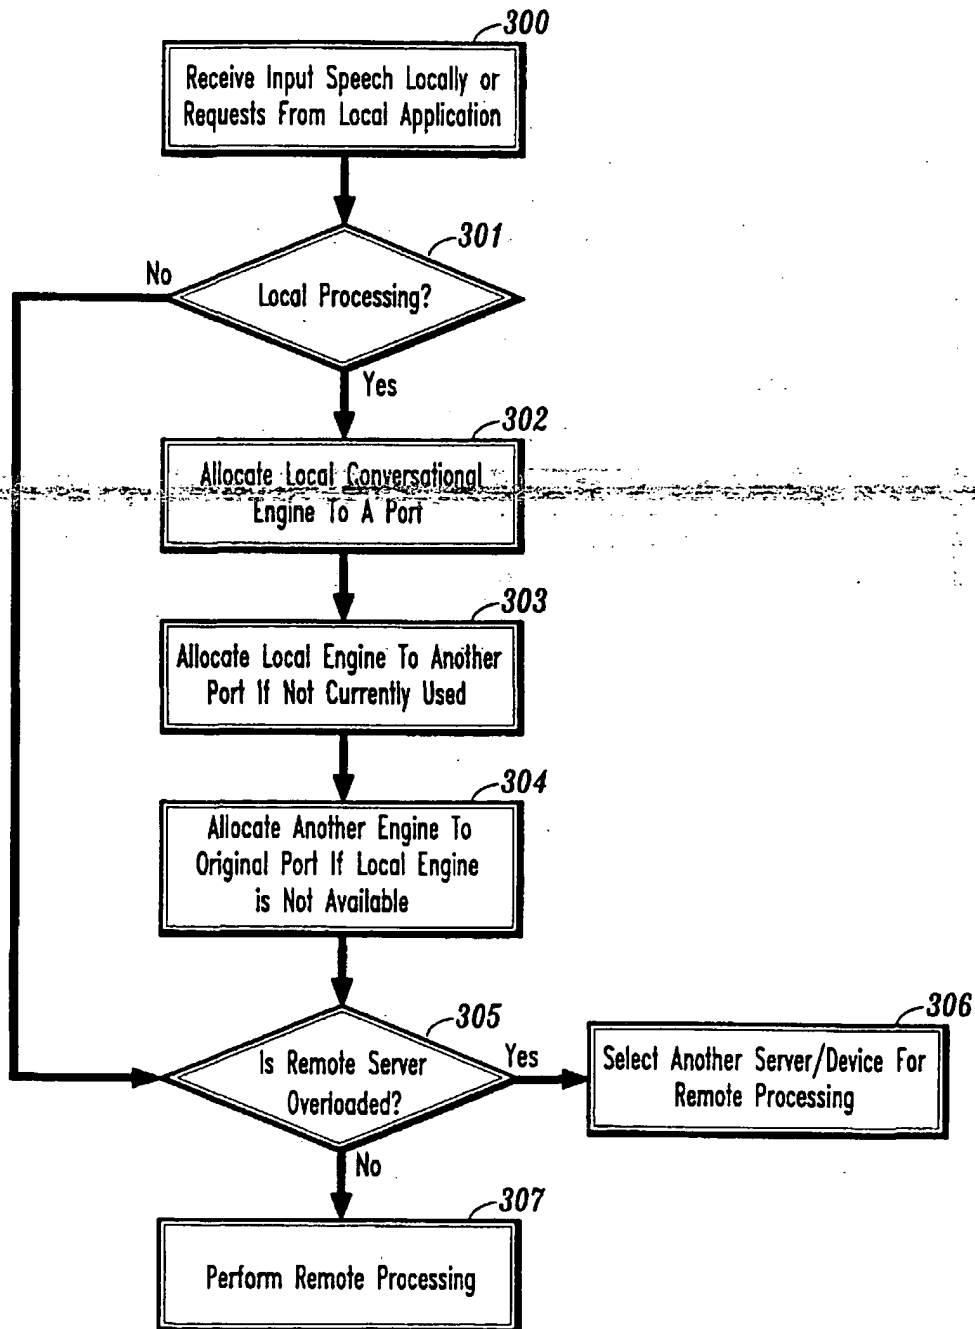 300
Receive Input Speech Locally or
Requests From Local Application
301
No
Local Processing?
Yes
302
Allocate Local Conversational
Engine To A Port
303
Allocate Local Engine To Another
Port If Not Currently Used
304
Allocate Another Engine To
Original Port If Local Engine
is Not Available
305
306
Is Remote Server
Overloaded?
Yes
Select Another Server/Device For
Remote Processing
No
307
Perform Remote Processing